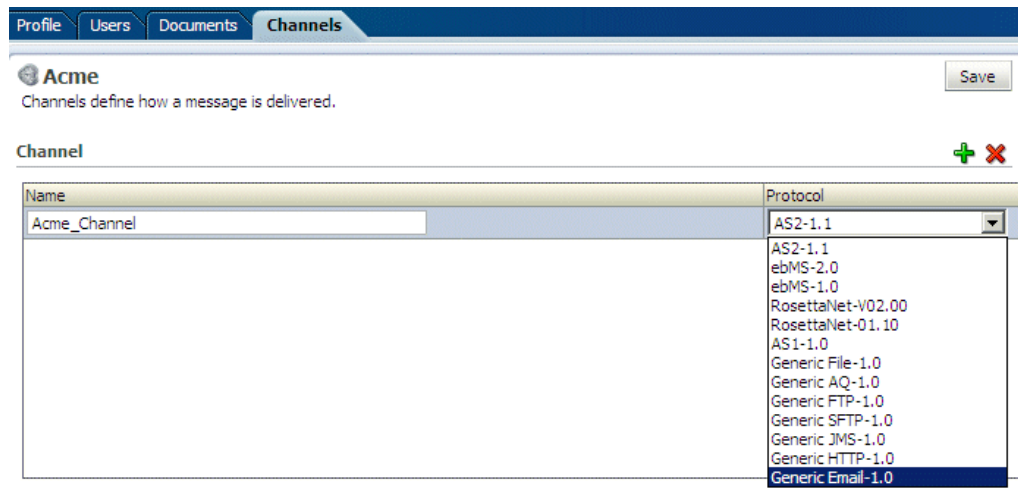 Profile Users Documents Channels
Acme Save
Channels define how a message is delivered.
Channel
Name Protocol
Acme_Channel AS2-1.1
AS2-1.1
ebMS-2.0
ebMS-1.0
RosettaNet-V02.00
RosettaNet-01.10
AS1-1.0
Generic File-1.0
Generic AQ-1.0
Generic FTP-1.0
Generic SFTP-1.0
Generic JMS-1.0
Generic HTTP-1.0
Generic Email-1.0